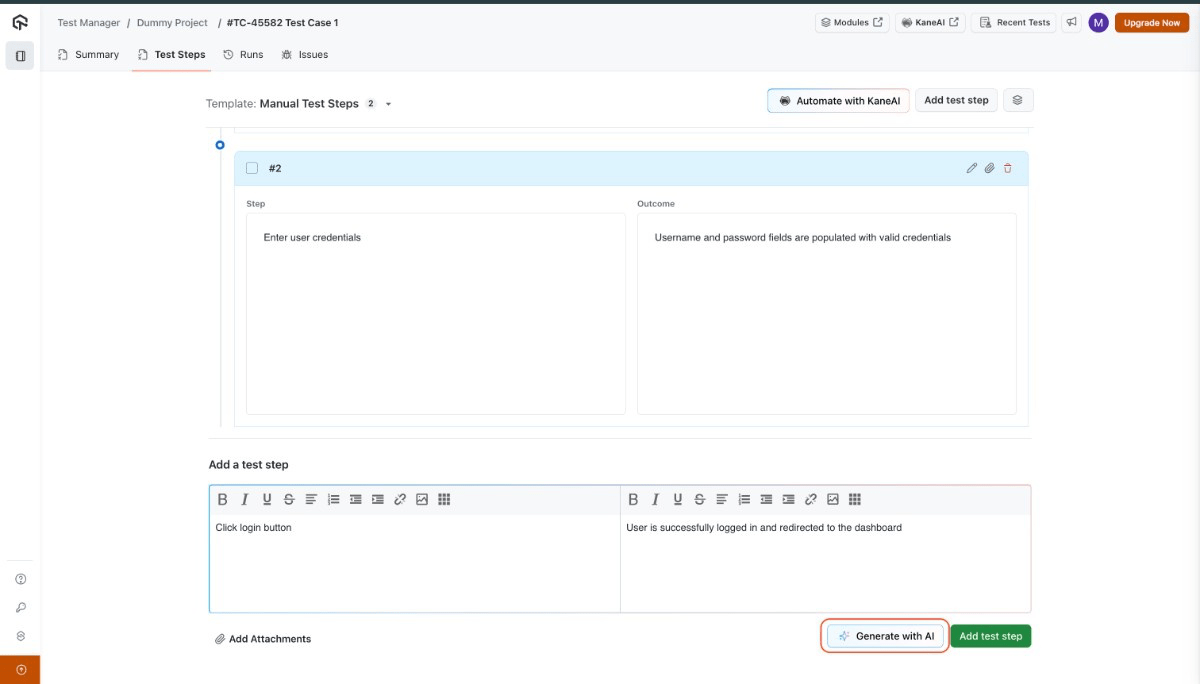 Test Manager / Dummy Project / #TC-45582 Test Case 1
Modules
KaneAI
Recent Tests
M
Upgrade Now
Summary
Test Steps
Runs
Issues
Template: Manual Test Steps 2
Automate with KaneAI
Add test step
#2
Step
Outcome
Enter user credentials
Username and password fields are populated with valid credentials
Add a test step
B I U S
B I U S
Click login button
User is successfully logged in and redirected to the dashboard
Add Attachments
Generate with AI
Add test step